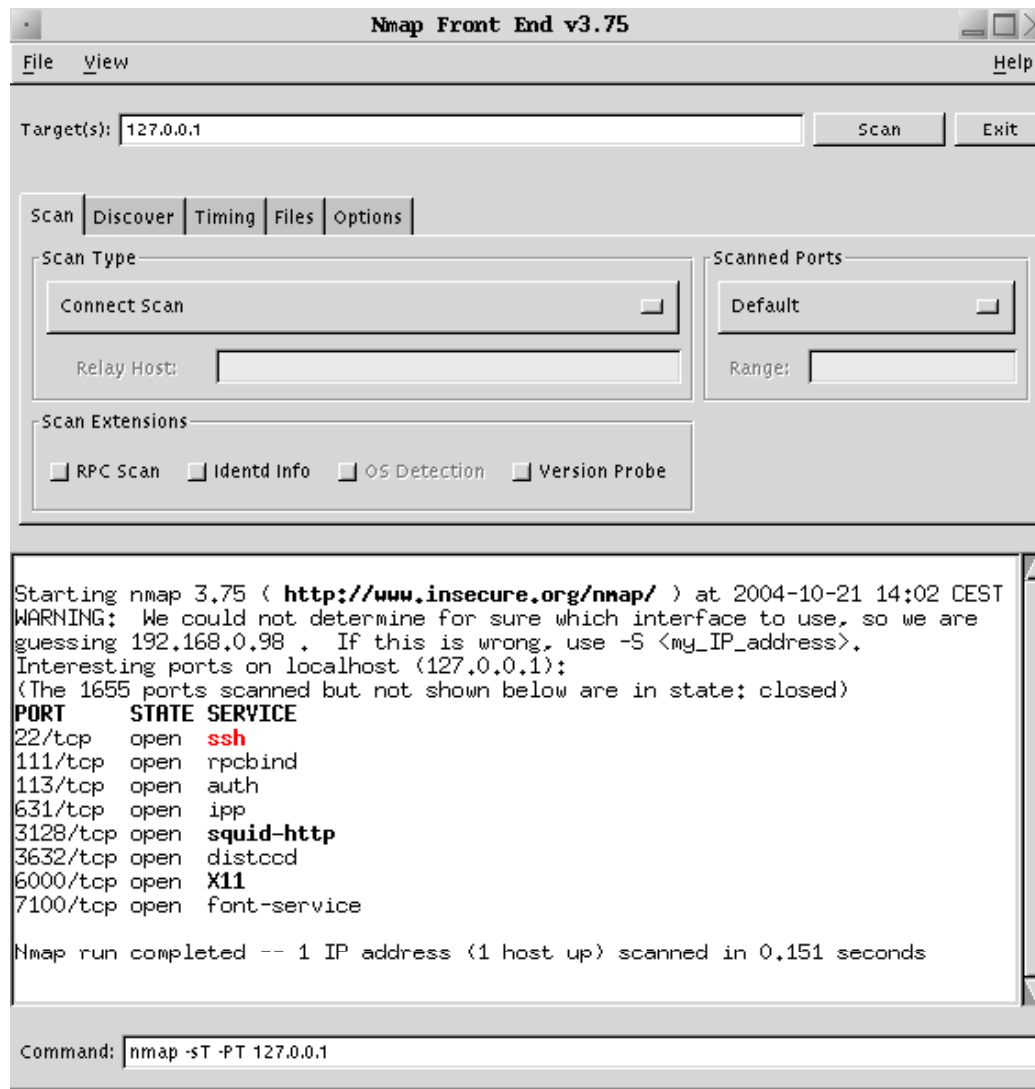 Nmap Front End v3.75
File View Help
Target(s): 127.0.0.1 Scan Exit
Scan Discover Timing Files Options
Scan Type Scanned Ports
Connect Scan Default
Relay Host: Range:
Scan Extensions
RPC Scan Identd Info OS Detection Version Probe
Starting nmap 3.75 ( http://www.insecure.org/nmap/ ) at 2004-10-21 14:02 CEST
WARNING:  We could not determine for sure which interface to use, so we are
guessing 192.168.0.98 .  If this is wrong, use -S <my_IP_address>.
Interesting ports on localhost (127.0.0.1):
(The 1655 ports scanned but not shown below are in state: closed)
PORT     STATE SERVICE
22/tcp   open  ssh
111/tcp  open  rpcbind
113/tcp  open  auth
631/tcp  open  ipp
3128/tcp open  squid-http
3632/tcp open  distccd
6000/tcp open  X11
7100/tcp open  font-service
Nmap run completed -- 1 IP address (1 host up) scanned in 0.151 seconds
Command: nmap -sT -PT 127.0.0.1